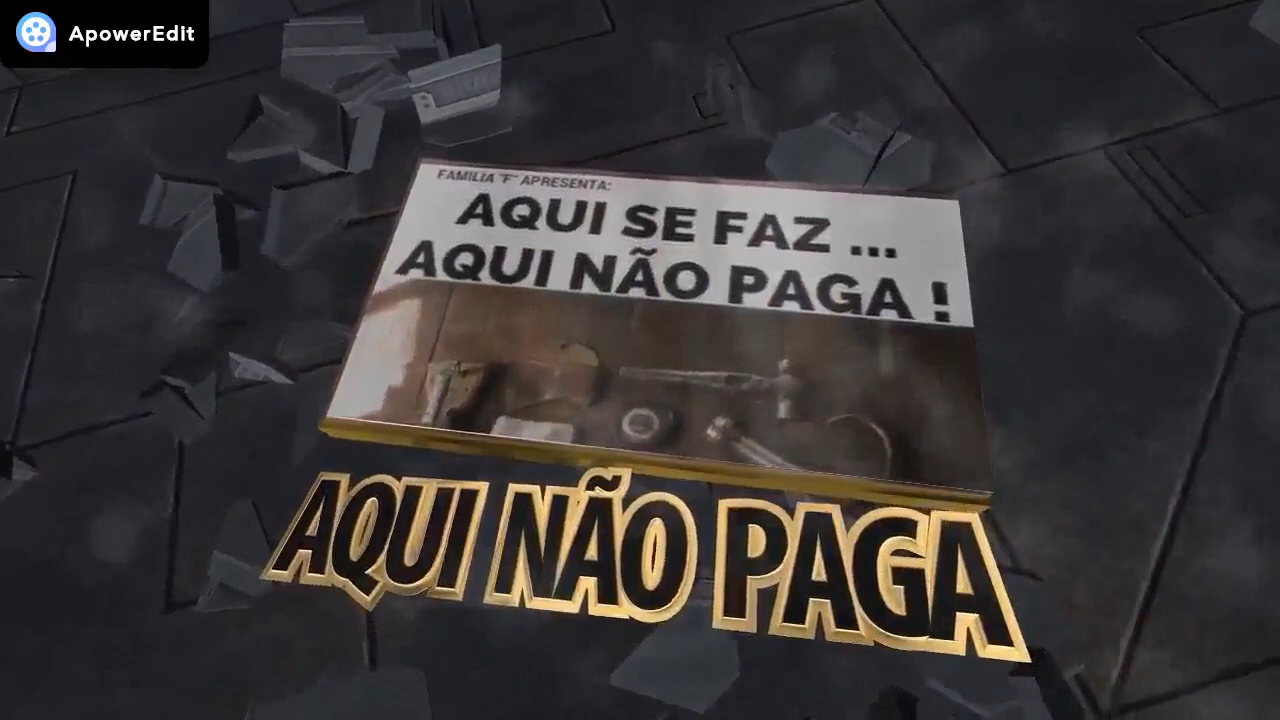 ApowerEdit
FAMILIA "F" APRESENTA:
AQUI SE FAZ ...
AQUI NÃO PAGA !
AQUI NÃO PAGA